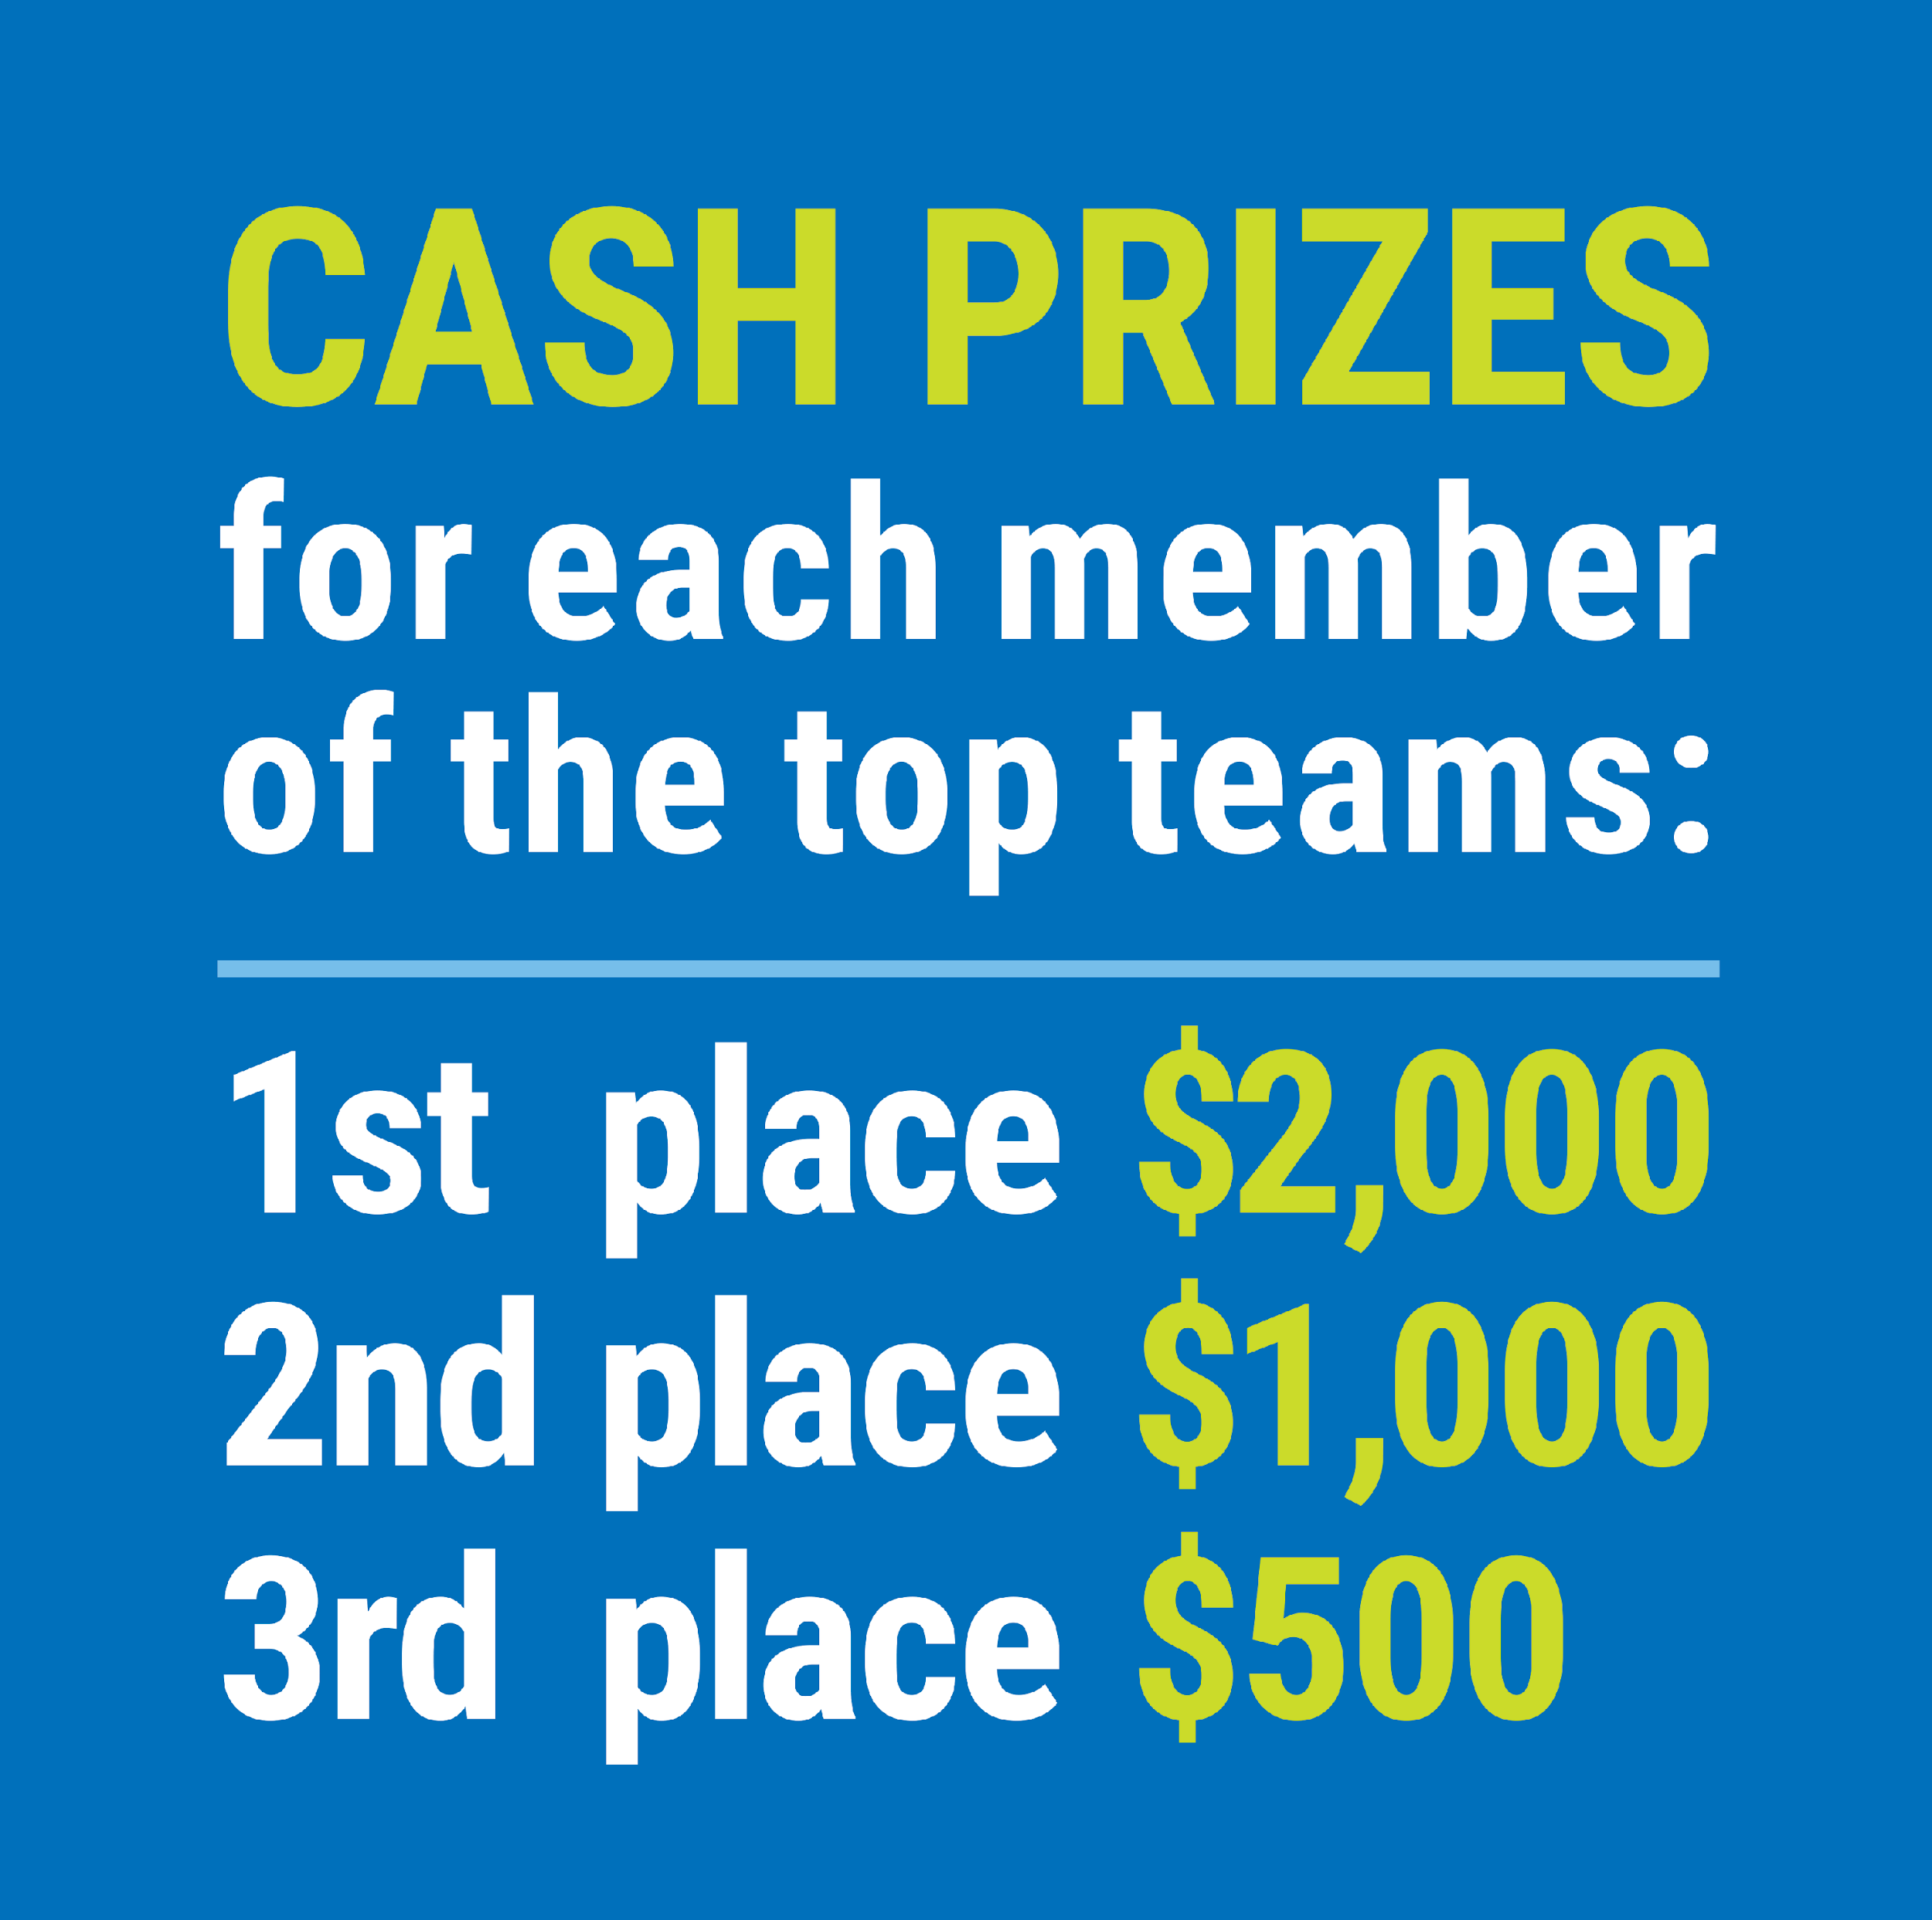 CASH PRIZES
for each member
of the top teams:
1st place $2,000
2nd place $1,000
3rd place $500